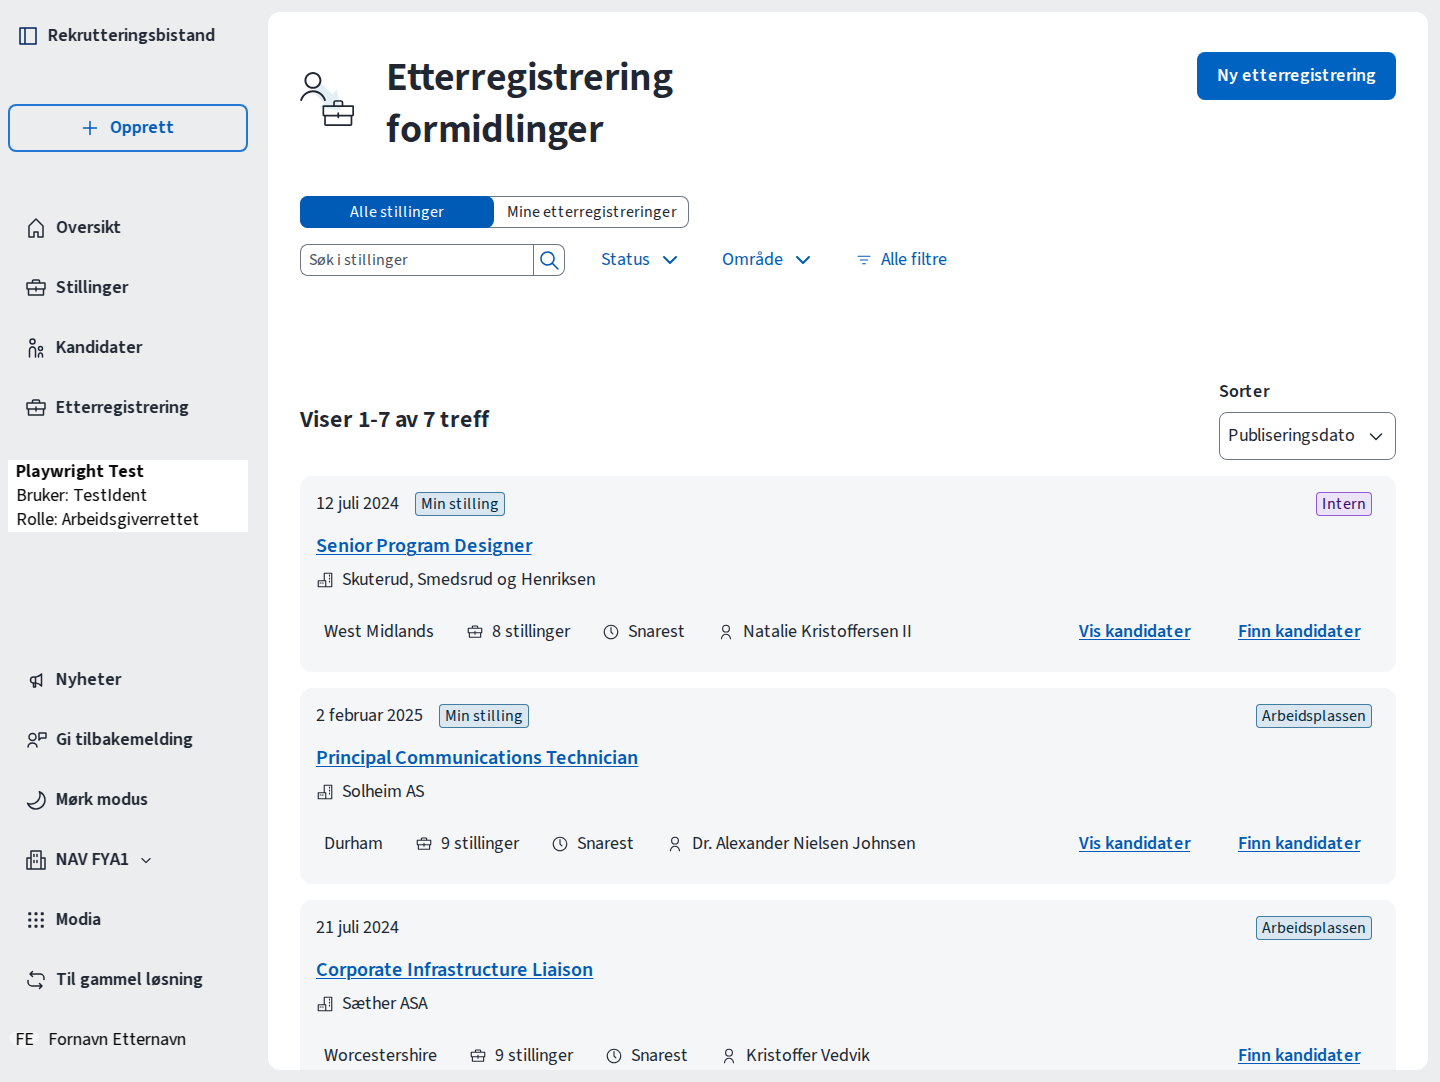 Rekrutteringsbistand
Opprett
Oversikt
Stillinger
Kandidater
Etterregistrering
Playwright Test
Bruker: TestIdent
Rolle: Arbeidsgiverrettet
Nyheter
Gi tilbakemelding
Mørk modus
NAV FYA1
Modia
Til gammel løsning
FE Fornavn Etternavn
Etterregistrering
formidlinger
Ny etterregistrering
Alle stillinger Mine etterregistreringer
Søk i stillinger Status Område Alle filtre
Sorter
Viser 1-7 av 7 treff
Publiseringsdato
12 juli 2024 Min stilling Intern
Senior Program Designer
Skuterud, Smedsrud og Henriksen
West Midlands 8 stillinger Snarest Natalie Kristoffersen II Vis kandidater Finn kandidater
2 februar 2025 Min stilling Arbeidsplassen
Principal Communications Technician
Solheim AS
Durham 9 stillinger Snarest Dr. Alexander Nielsen Johnsen Vis kandidater Finn kandidater
21 juli 2024 Arbeidsplassen
Corporate Infrastructure Liaison
Sæther ASA
Worcestershire 9 stillinger Snarest Kristoffer Vedvik Finn kandidater